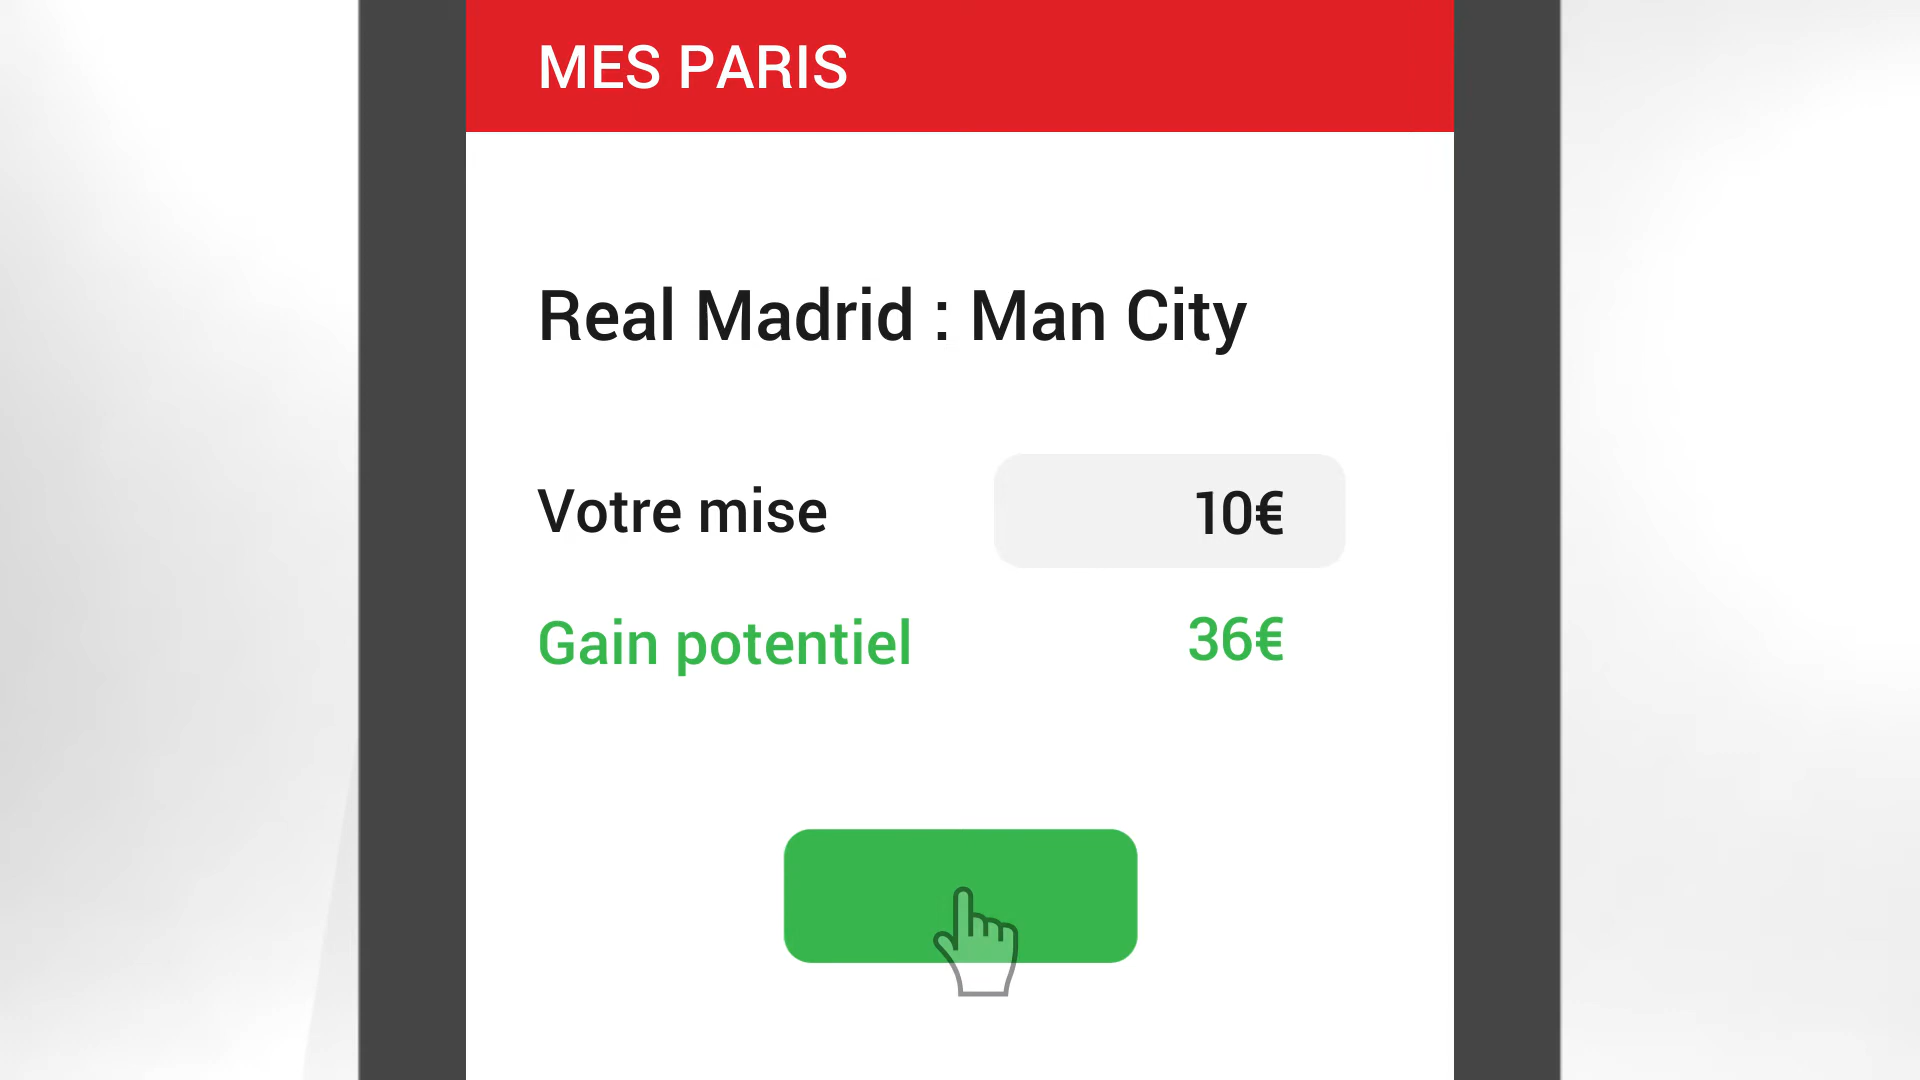 MES PARIS
Real Madrid : Man City
Votre mise 10€
Gain potentiel 36€